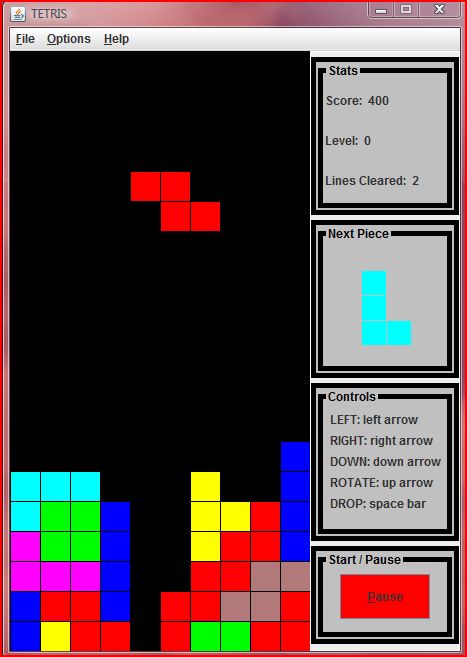 TETRIS
File Options Help
Stats
Score: 400
Level: 0
Lines Cleared: 2
Next Piece
Controls
LEFT: left arrow
RIGHT: right arrow
DOWN: down arrow
ROTATE: up arrow
DROP: space bar
Start / Pause
Pause